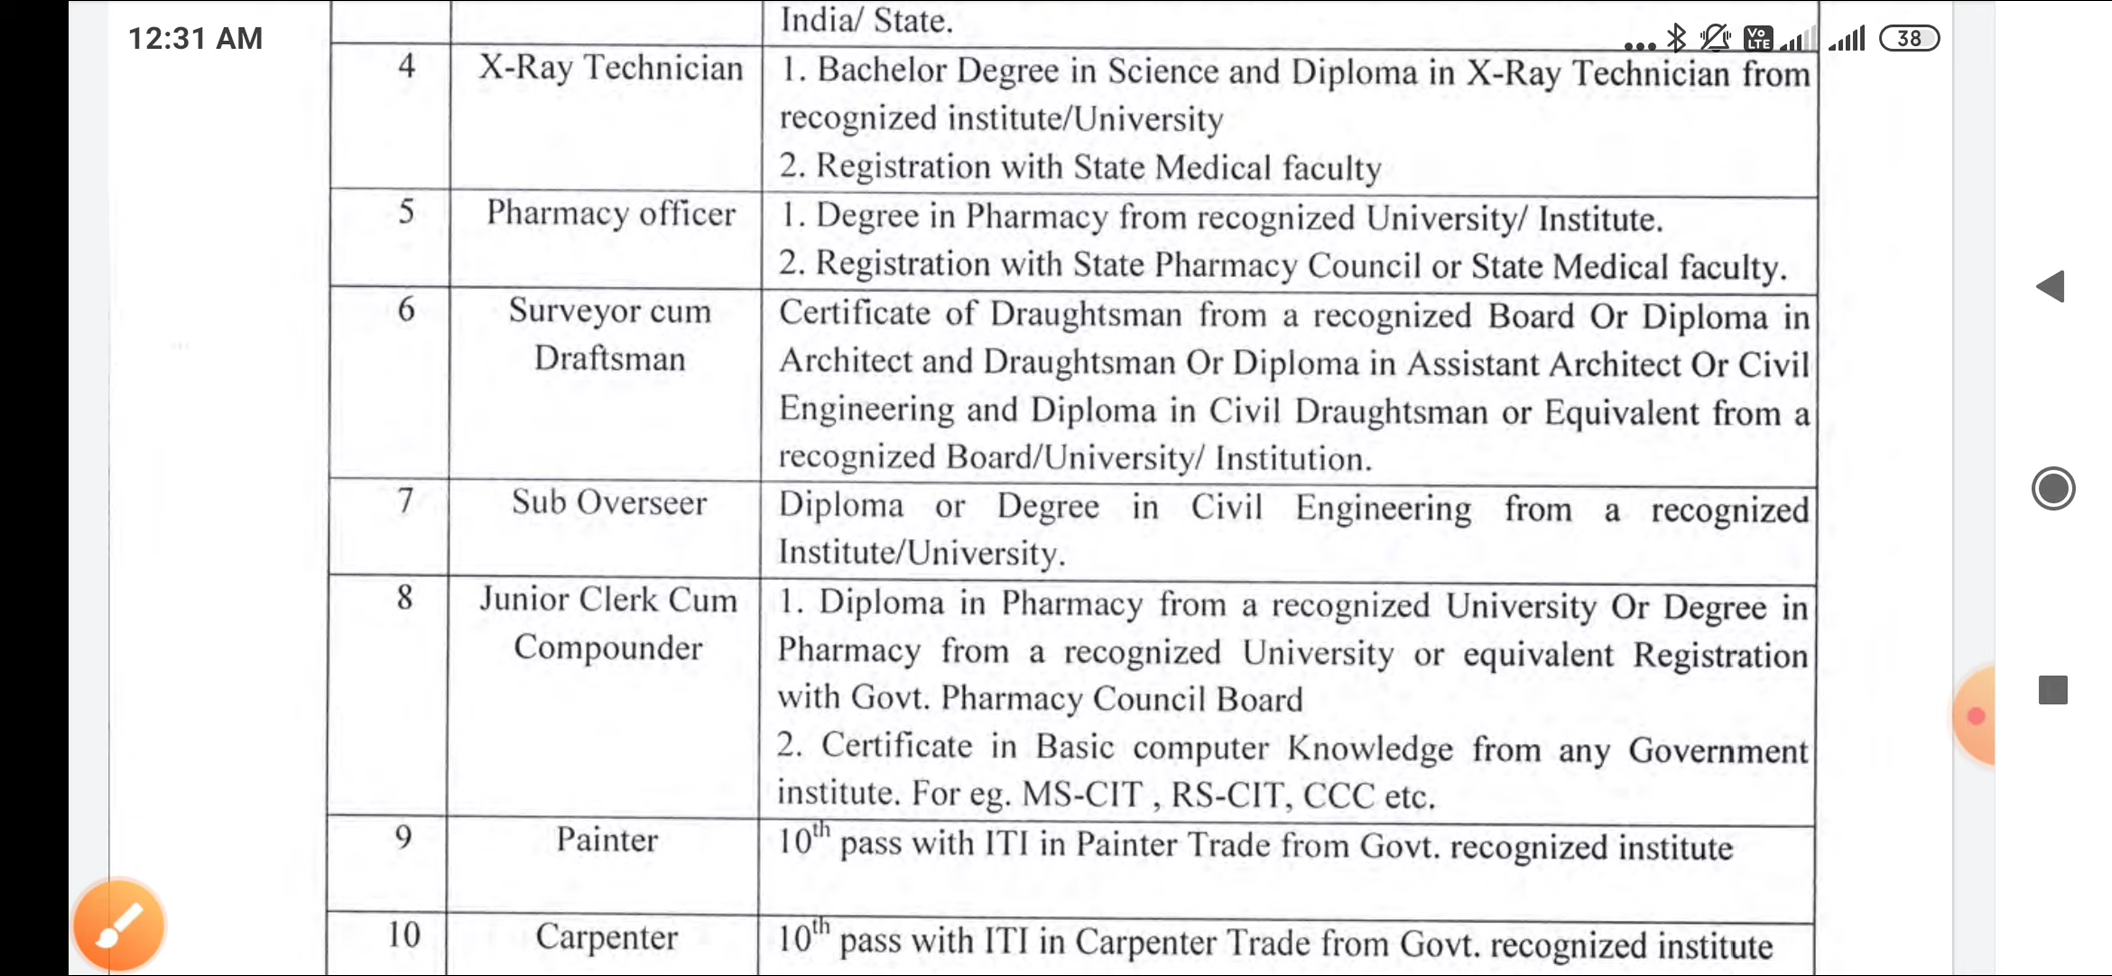 12:31 AM
Vo LTE
38
India/ State.
4 X-Ray Technician 1. Bachelor Degree in Science and Diploma in X-Ray Technician from
recognized institute/University
2. Registration with State Medical faculty
5 Pharmacy officer 1. Degree in Pharmacy from recognized University/ Institute.
2. Registration with State Pharmacy Council or State Medical faculty.
6 Surveyor cum Certificate of Draughtsman from a recognized Board Or Diploma in
Draftsman Architect and Draughtsman Or Diploma in Assistant Architect Or Civil
Engineering and Diploma in Civil Draughtsman or Equivalent from a
recognized Board/University/ Institution.
7 Sub Overseer Diploma or Degree in Civil Engineering from a recognized
Institute/University.
8 Junior Clerk Cum 1. Diploma in Pharmacy from a recognized University Or Degree in
Compounder Pharmacy from a recognized University or equivalent Registration
with Govt. Pharmacy Council Board
2. Certificate in Basic computer Knowledge from any Government
institute. For eg. MS-CIT , RS-CIT, CCC etc.
9 Painter 10th pass with ITI in Painter Trade from Govt. recognized institute
10 Carpenter 10th pass with ITI in Carpenter Trade from Govt. recognized institute